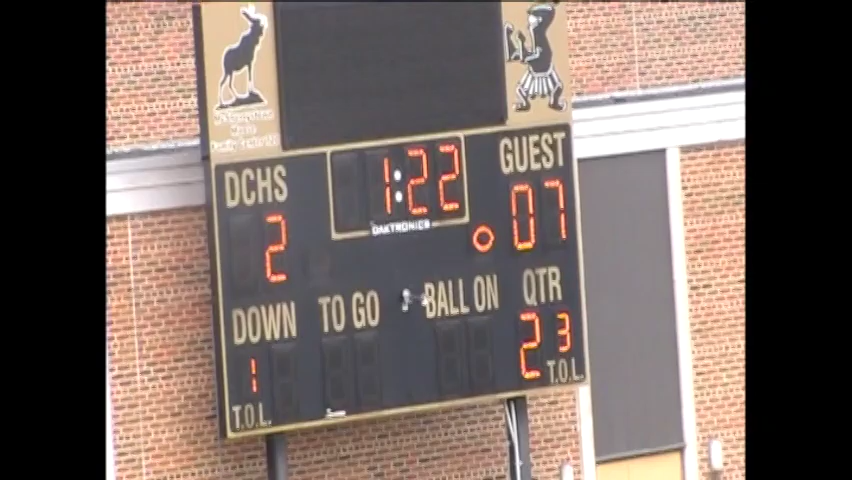 1:22
DCHS GUEST
DAKTRONICS
2 07
DOWN TO GO BALL ON QTR
1 2 3
T.O.L. T.O.L.